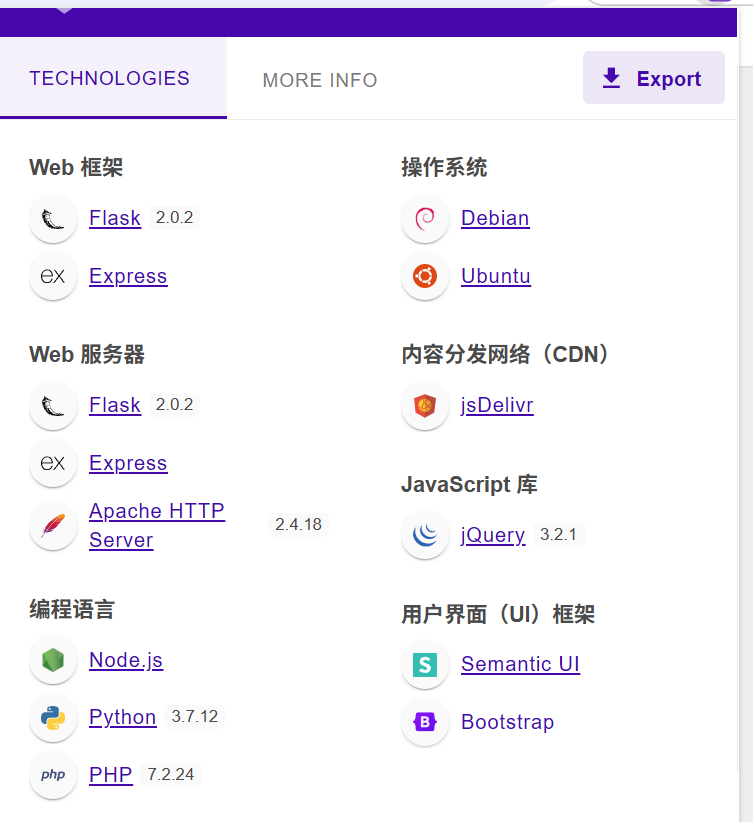 TECHNOLOGIES
MORE INFO
Export
Web 框架
Flask 2.0.2
ex Express
Web 服务器
Flask 2.0.2
ex Express
Apache HTTP
Server 2.4.18
编程语言
Node.js
Python 3.7.12
php PHP 7.2.24
操作系统
Debian
Ubuntu
内容分发网络（CDN）
jsDelivr
JavaScript 库
jQuery 3.2.1
用户界面（UI）框架
S Semantic UI
B Bootstrap